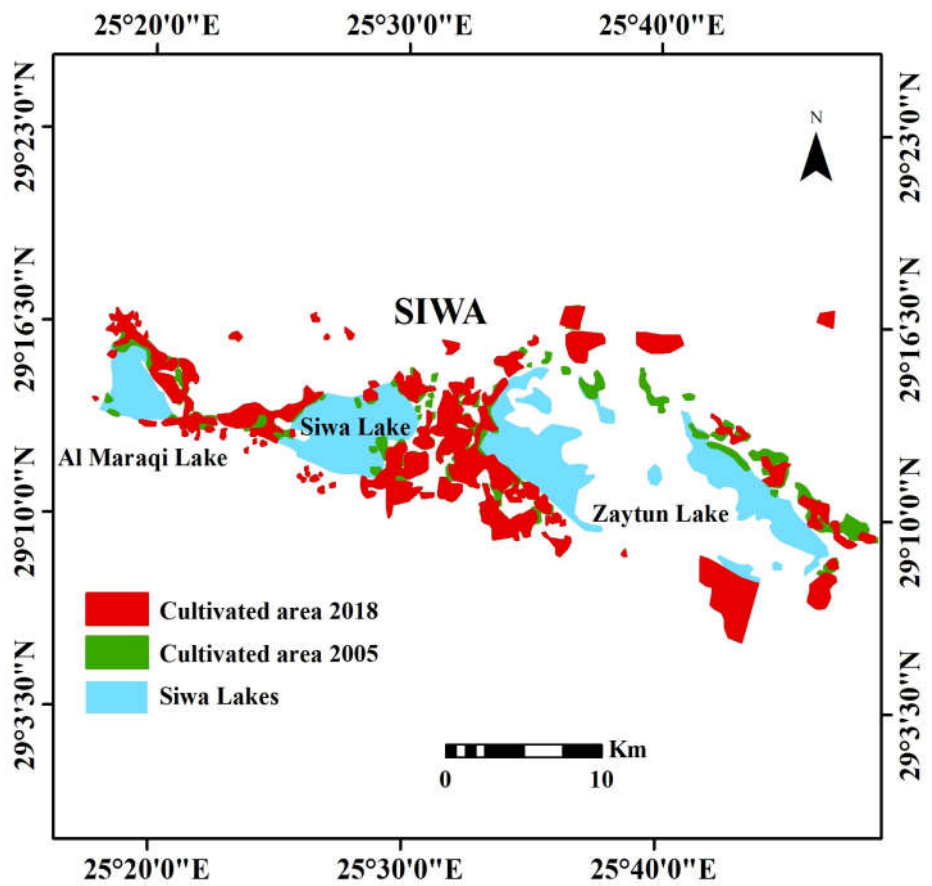 25°20'0"E 25°30'0"E 25°40'0"E
29°23'0"N
29°23'0"N
N
29°16'30"N
29°16'30"N
SIWA
Siwa Lake
Al Maraqi Lake
29°10'0"N
Zaytun Lake
29°10'0"N
Cultivated area 2018
Cultivated area 2005
Siwa Lakes
29°3'30"N
29°3'30"N
Km
0 10
25°20'0"E 25°30'0"E 25°40'0"E